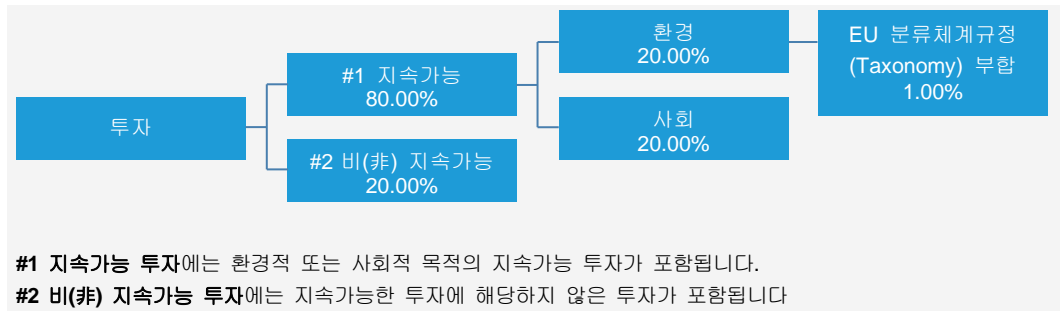 투자
#1 지속가능
80.00%
#2 비(非) 지속가능
20.00%
환경
20.00%
사회
20.00%
EU 분류체계규정
(Taxonomy) 부합
1.00%
#1 지속가능 투자에는 환경적 또는 사회적 목적의 지속가능 투자가 포함됩니다.
#2 비(非) 지속가능 투자에는 지속가능한 투자에 해당하지 않은 투자가 포함됩니다